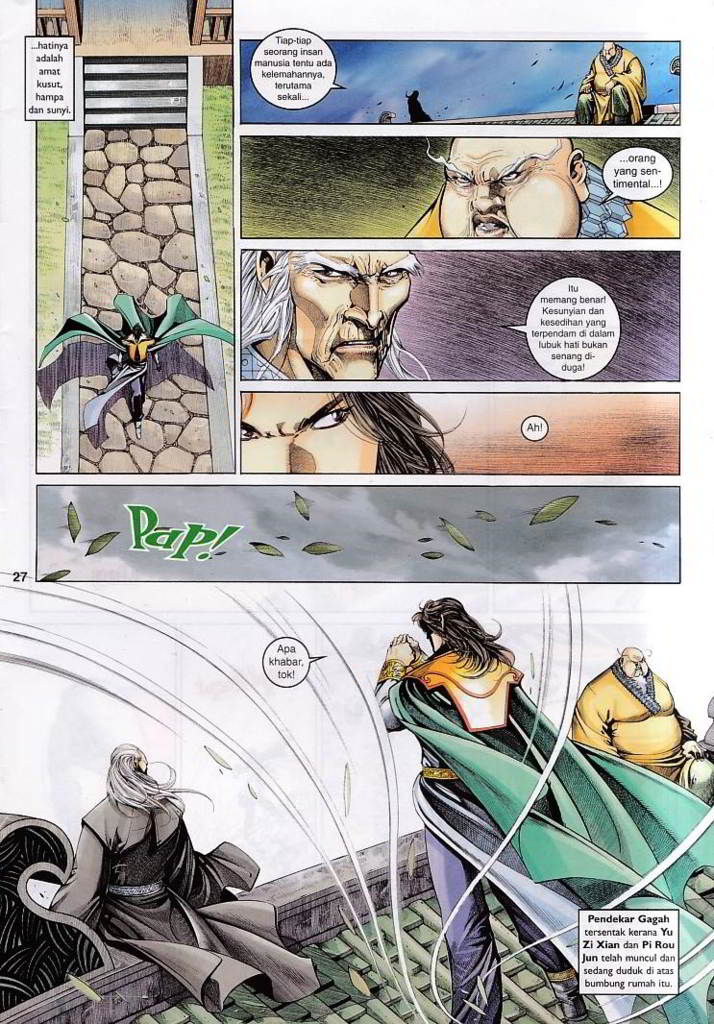 ...hatinya
adalah
amat
kusut,
hampa
dan sunyi.
Tiap-tiap
seorang insan
manusia tentu ada
kelemahannya,
terutama
sekali...
...orang
yang sen-
timental...!
Itu
memang benar!
Kesunyian dan
kesedihan yang
terpendam di dalam
lubuk hati bukan
senang di-
duga!
Ah!
Pap!
27
Apa
khabar,
tok!
Pendekar Gagah
tersentak kerana Yu
Zi Xian dan Pi Rou
Jun telah muncul dan
sedang duduk di atas
bumbung rumah itu.